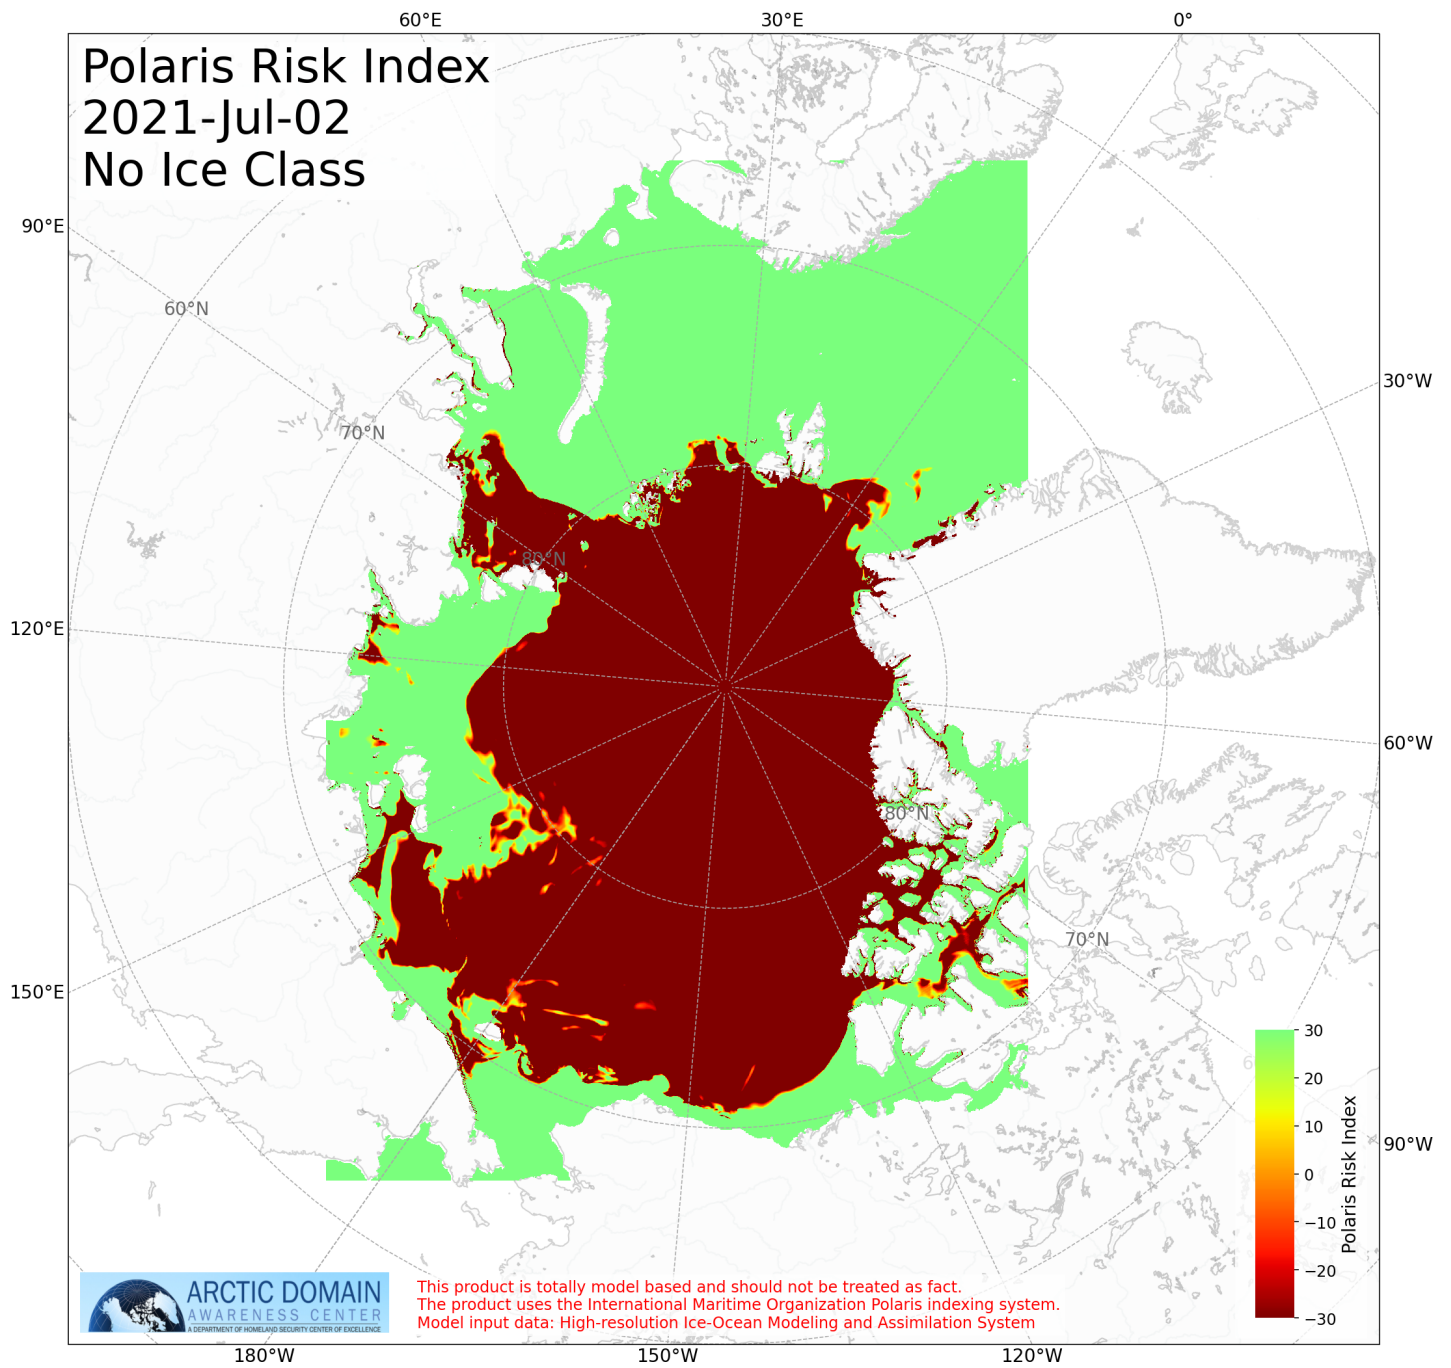 60°E 30°E 0°
Polaris Risk Index
2021-Jul-02
No Ice Class
90°E
60°N
30°W
70°N
80°N
120°E
60°W
80°N
70°N
150°E
30
20
10
0
−10
−20
−30
Polaris Risk Index
90°W
ARCTIC DOMAIN
AWARENESS CENTER
A DEPARTMENT OF HOMELAND SECURITY CENTER OF EXCELLENCE
This product is totally model based and should not be treated as fact.
The product uses the International Maritime Organization Polaris indexing system.
Model input data: High-resolution Ice-Ocean Modeling and Assimilation System
180°W 150°W 120°W